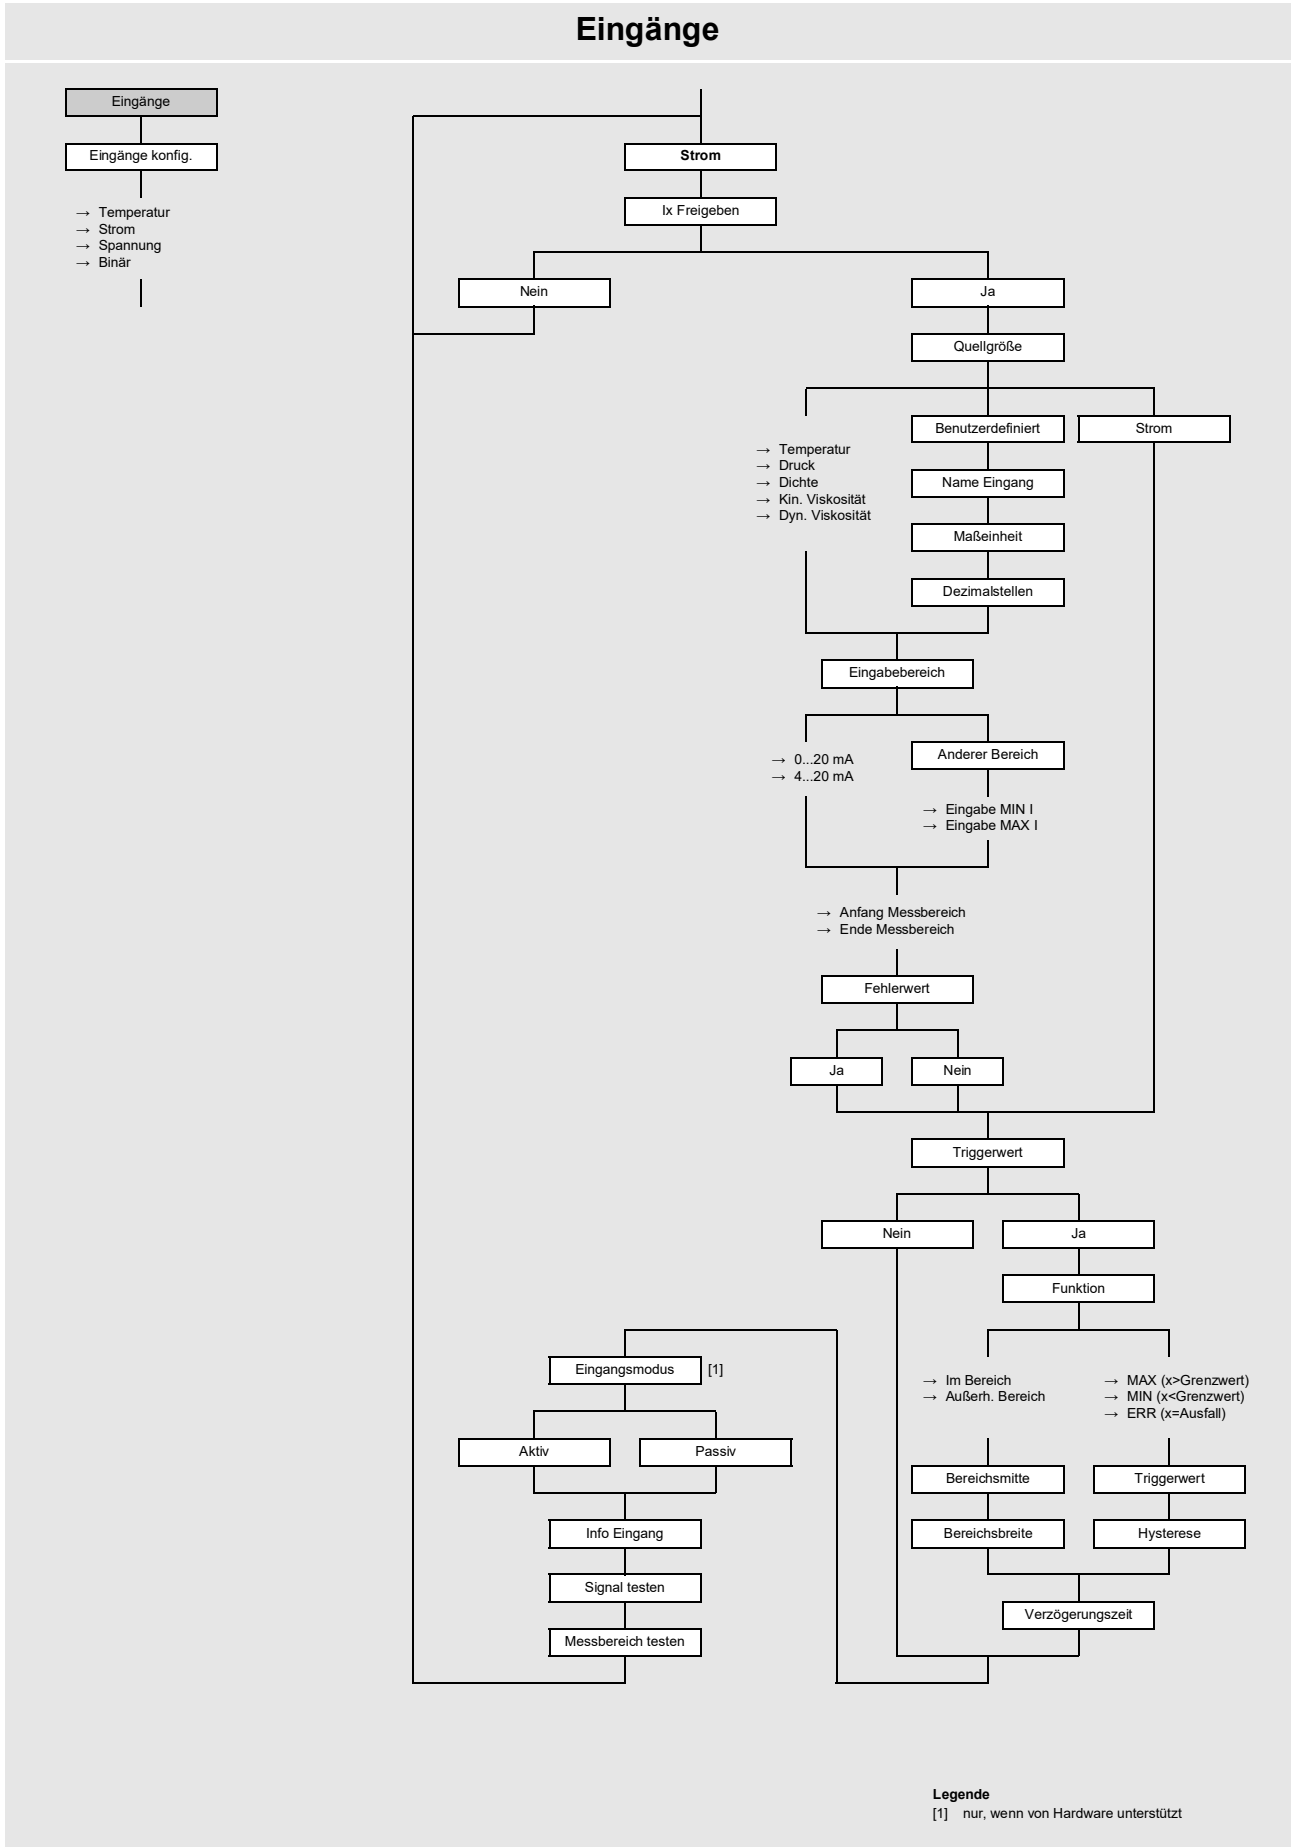 Eingänge
Eingänge
Eingänge konfig.
→ Temperatur
→ Strom
→ Spannung
→ Binär
Strom
Ix Freigeben
Nein
Ja
Quellgröße
→ Temperatur
→ Druck
→ Dichte
→ Kin. Viskosität
→ Dyn. Viskosität
Benutzerdefiniert
Strom
Name Eingang
Maßeinheit
Dezimalstellen
Eingabebereich
→ 0...20 mA
→ 4...20 mA
Anderer Bereich
→ Eingabe MIN I
→ Eingabe MAX I
→ Anfang Messbereich
→ Ende Messbereich
Fehlerwert
Ja
Nein
Triggerwert
Nein
Ja
Funktion
→ Im Bereich
→ Außerh. Bereich
→ MAX (x>Grenzwert)
→ MIN (x<Grenzwert)
→ ERR (x=Ausfall)
Bereichsmitte
Triggerwert
Bereichsbreite
Hysterese
Verzögerungszeit
Eingangsmodus [1]
Aktiv
Passiv
Info Eingang
Signal testen
Messbereich testen
Legende
[1] nur, wenn von Hardware unterstützt